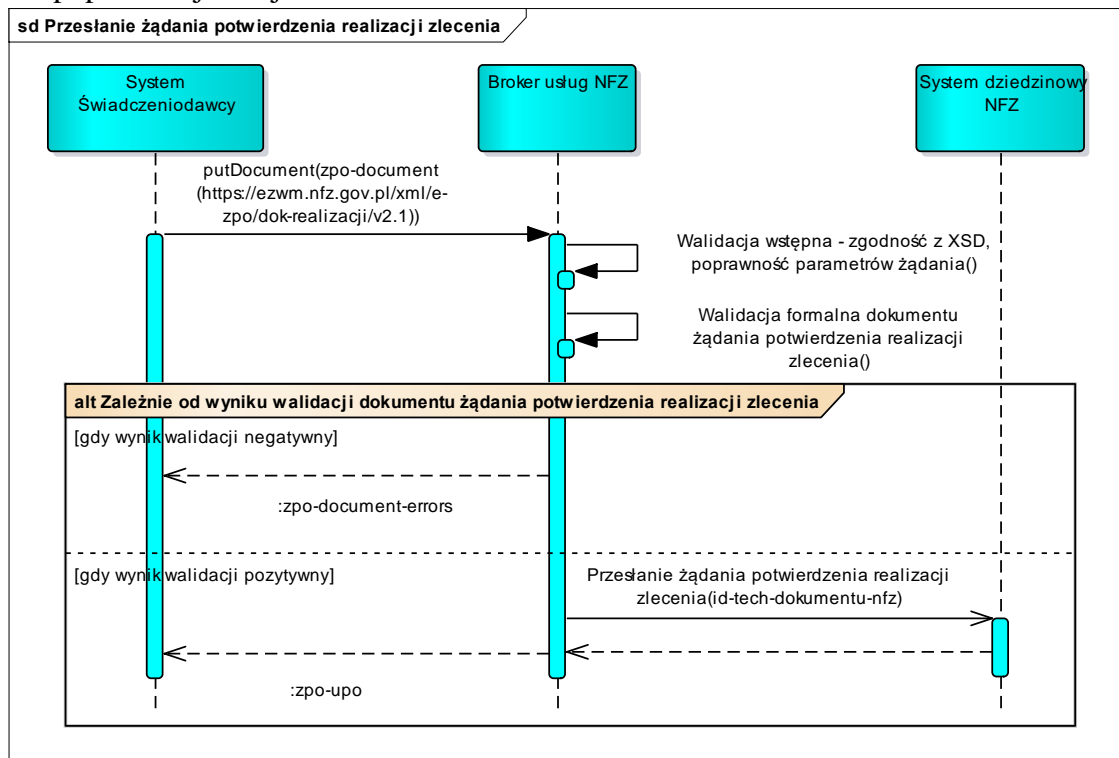 sd Przesłanie żądania potwierdzenia realizacji zlecenia
System
Świadczeniodawcy
Broker usług NFZ
System dziedzinowy
NFZ
putDocument(zpo-document
(https://ezwm.nfz.gov.pl/xml/e-
zpo/dok-realizacji/v2.1))
Walidacja wstępna - zgodność z XSD,
poprawność parametrów żądania()
Walidacja formalna dokumentu
żądania potwierdzenia realizacji
zlecenia()
alt Zależnie od wyniku walidacji dokumentu żądania potwierdzenia realizacji zlecenia
[gdy wynik walidacji negatywny]
:zpo-document-errors
[gdy wynik walidacji pozytywny]
Przesłanie żądania potwierdzenia realizacji
zlecenia(id-tech-dokumentu-nfz)
:zpo-upo